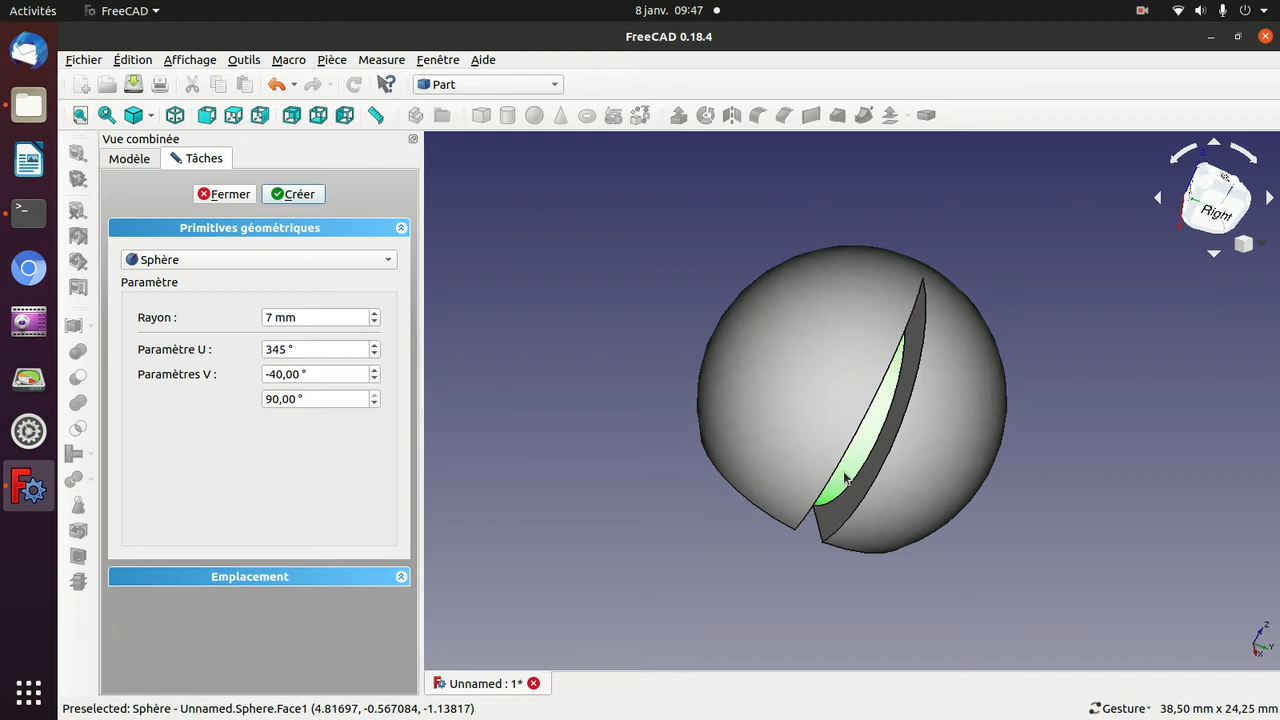 Activités
FreeCAD
8 janv. 09:47
FreeCAD 0.18.4
Fichier Édition Affichage Outils Macro Pièce Mesure Fenêtre Aide
Part
Vue combinée
Modèle Tâches
Fermer Créer
Primitives géométriques
Sphère
Paramètre
Rayon : 7 mm
Paramètre U : 345 °
Paramètres V : -40,00 °
90,00 °
Emplacement
Right
Z
Y
X
Unnamed : 1*
Preselected: Sphère - Unnamed.Sphere.Face1 (4.81697, -0.567084, -1.13817)
Gesture
38,50 mm x 24,25 mm